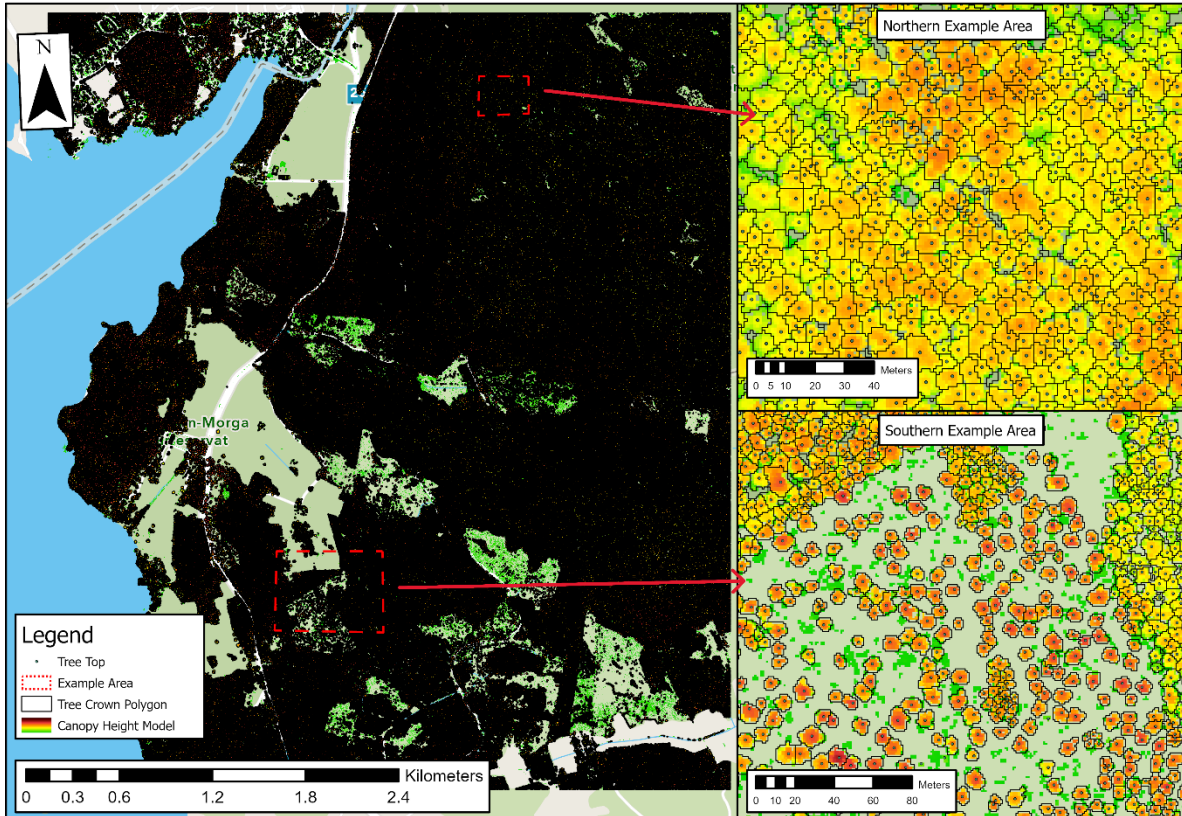 N
n-Morga
Legend
Tree Top
Example Area
Tree Crown Polygon
Canopy Height Model
Kilometers
0 0.3 0.6 1.2 1.8 2.4
Northern Example Area
Meters
0 5 10 20 30 40
Southern Example Area
Meters
0 10 20 40 60 80